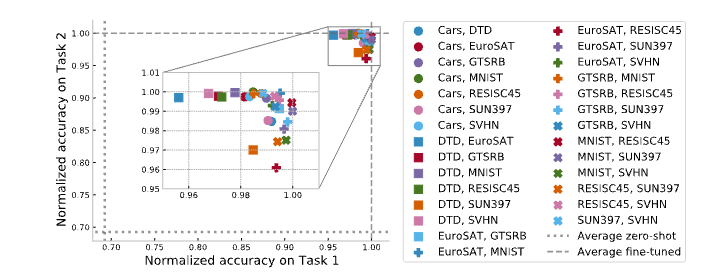 Normalized accuracy on Task 2
1.00
0.95
0.90
0.85
0.80
0.75
0.70
1.01
1.00
0.99
0.98
0.97
0.96
0.95
0.96
0.98
1.00
0.70
0.75
0.80
0.85
0.90
0.95
1.00
Normalized accuracy on Task 1
Cars, DTD
Cars, EuroSAT
Cars, GTSRB
Cars, MNIST
Cars, RESISC45
Cars, SUN397
Cars, SVHN
DTD, EuroSAT
DTD, GTSRB
DTD, MNIST
DTD, RESISC45
DTD, SUN397
DTD, SVHN
EuroSAT, GTSRB
EuroSAT, MNIST
EuroSAT, RESISC45
EuroSAT, SUN397
EuroSAT, SVHN
GTSRB, MNIST
GTSRB, RESISC45
GTSRB, SUN397
GTSRB, SVHN
MNIST, RESISC45
MNIST, SUN397
MNIST, SVHN
RESISC45, SUN397
RESISC45, SVHN
SUN397, SVHN
Average zero-shot
Average fine-tuned